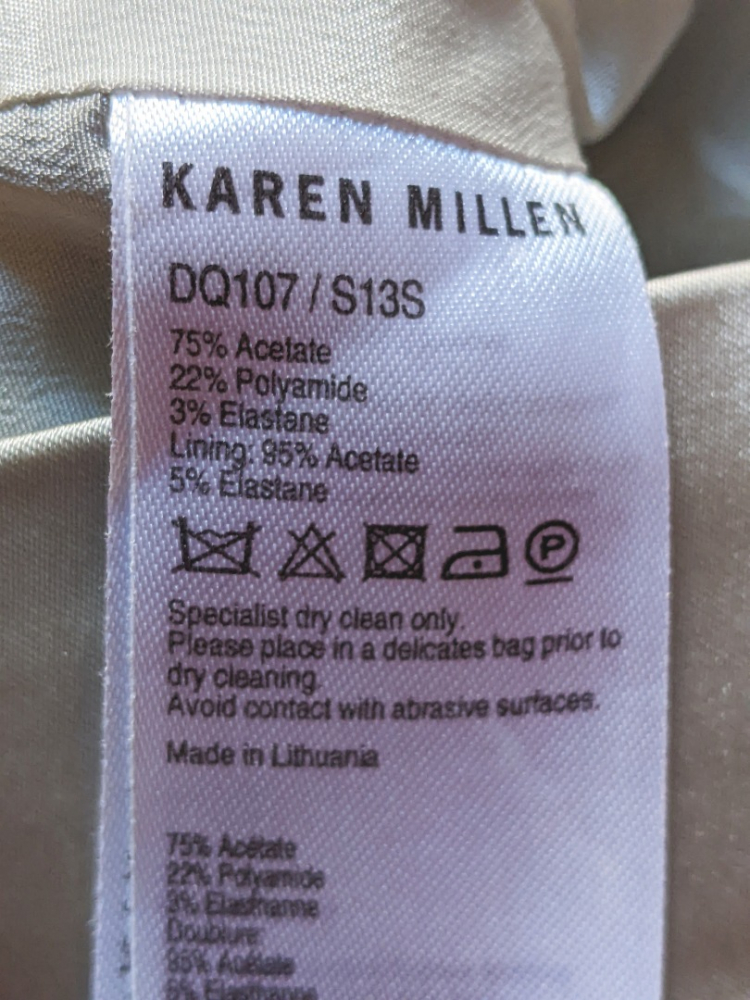 KAREN MILLEN
DQ107 / S13S
75% Acetate
22% Polyamide
3% Elastane
Lining: 95% Acetate
5% Elastane
P
Specialist dry clean only.
Please place in a delicates bag prior to
dry cleaning.
Avoid contact with abrasive surfaces.
Made in Lithuania
75% Acétate
22% Polyamide
3% Elasthanne
Doublure:
95% Acétate
5% Elasthanne